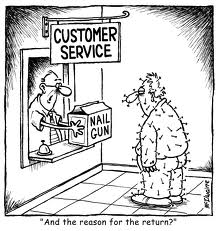 CUSTOMER
SERVICE
NAIL
GUN
"And the reason for the return?"